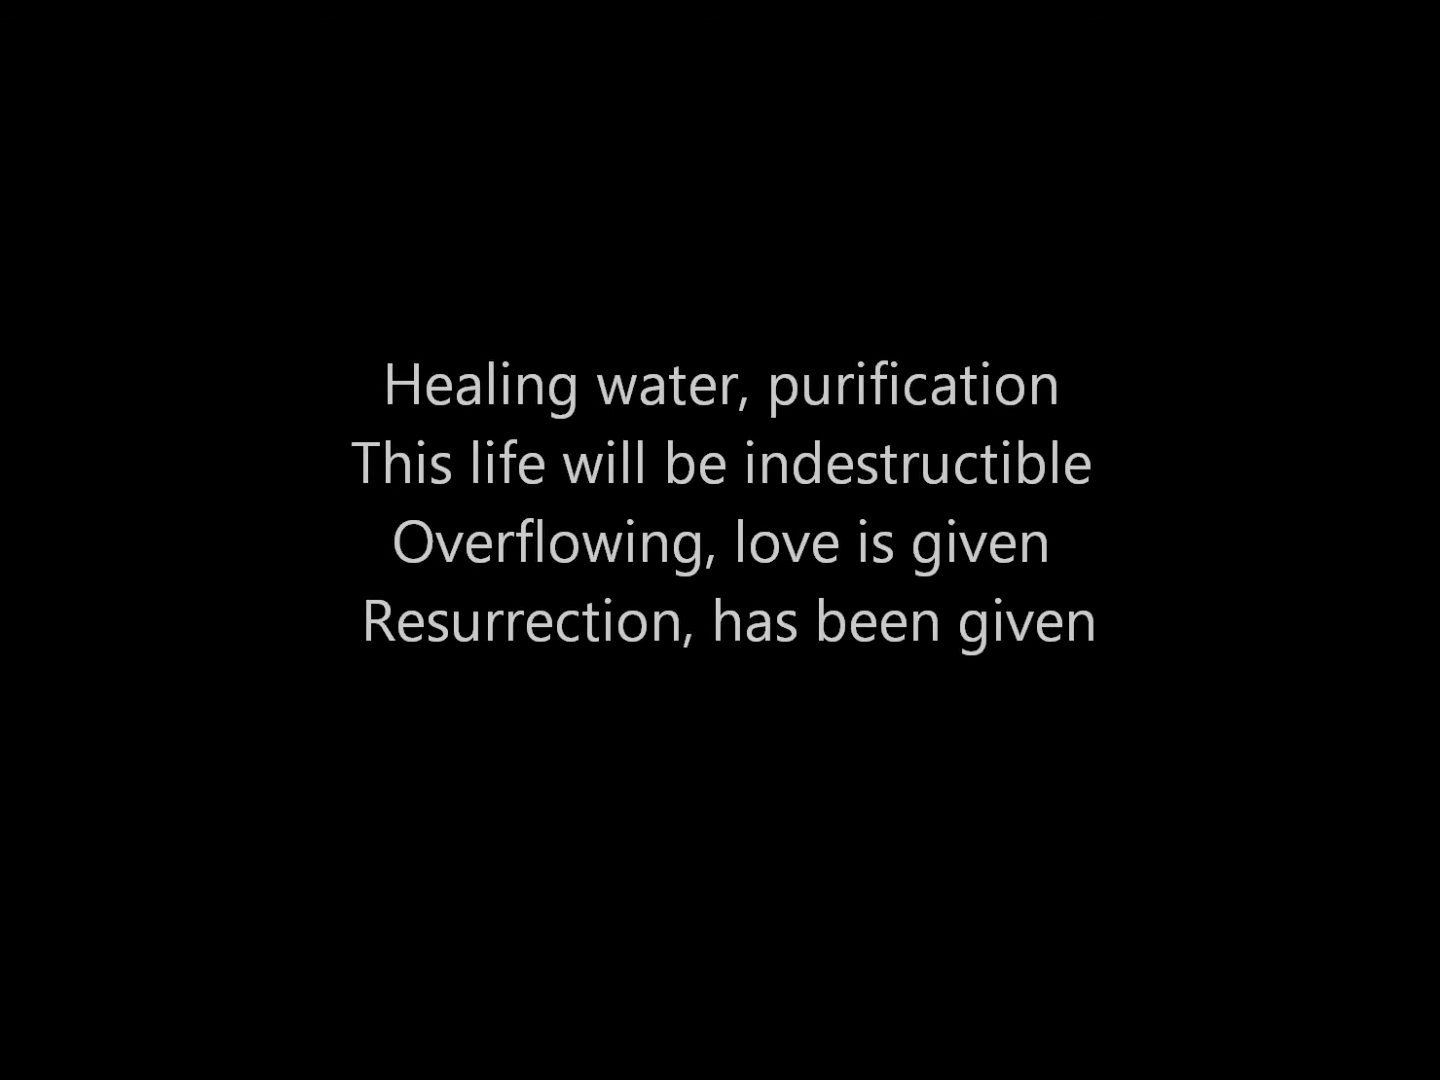 Healing water, purification
This life will be indestructible
Overflowing, love is given
Resurrection, has been given